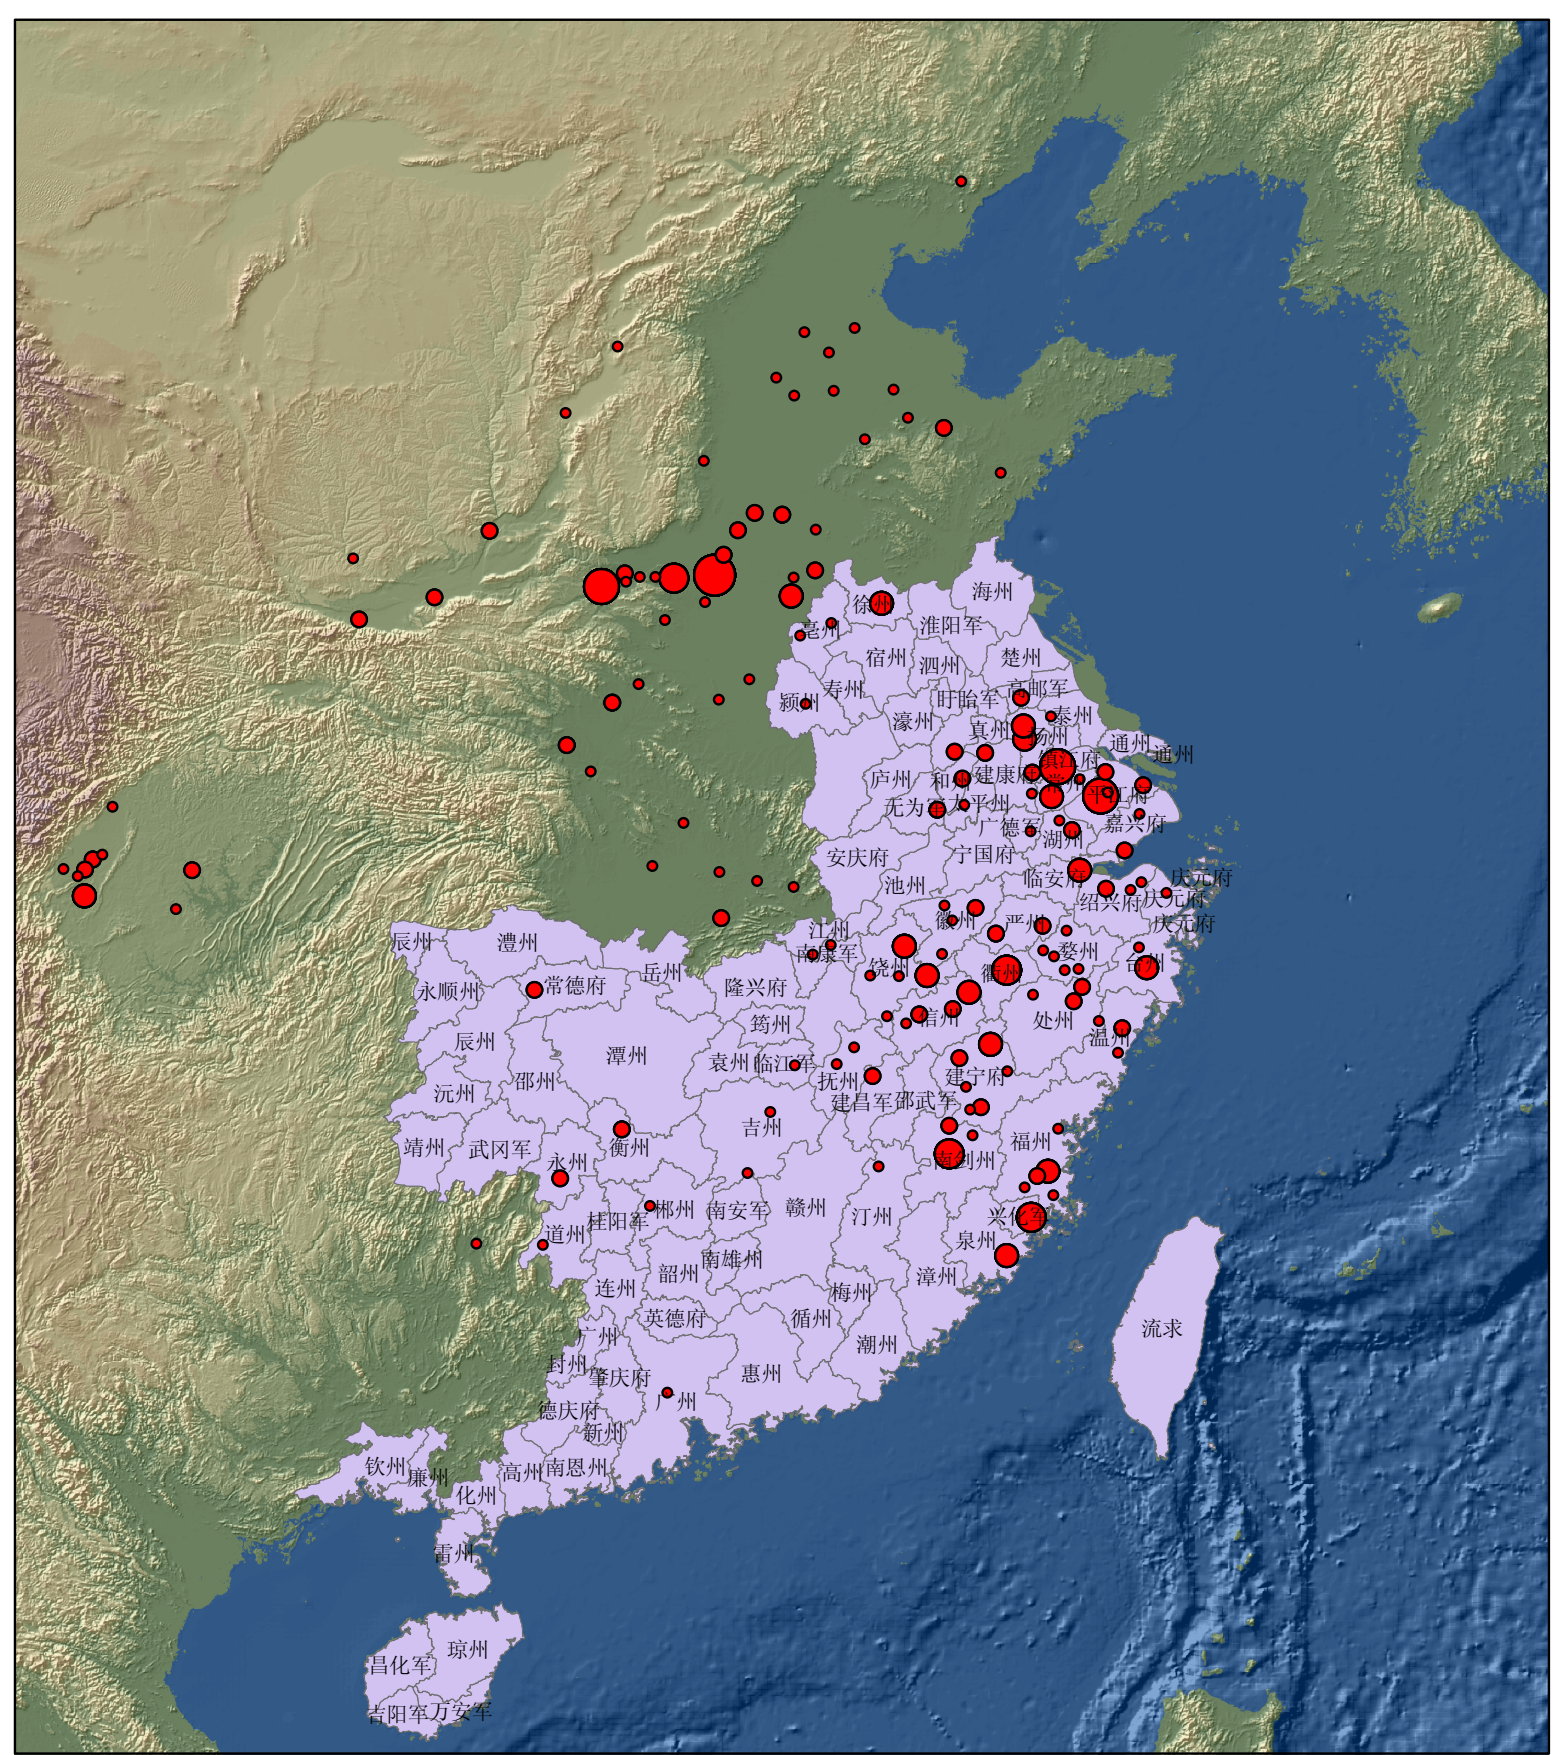 海州
徐州
淮阳军
亳州
宿州
泗州
楚州
寿州
颍州
盱眙军
高邮军
泰州
濠州
真州
扬州
通州
通州
镇江府
庐州
和州
建康府
常州
平江府
无为军
太平州
广德军
湖州
嘉兴府
安庆府
宁国府
池州
临安府
庆元府
绍兴府
庆元府
庆元府
徽州
严州
江州
辰州
澧州
南康军
婺州
台州
饶州
衢州
岳州
常德府
永顺州
隆兴府
信州
处州
筠州
温州
辰州
潭州
袁州
临江军
建宁府
抚州
邵州
沅州
建昌军
邵武军
吉州
福州
靖州
武冈军
衡州
永州
南剑州
郴州
南安军
赣州
汀州
兴化军
桂阳军
道州
泉州
南雄州
韶州
漳州
连州
梅州
英德府
循州
流求
广州
潮州
封州
肇庆府
惠州
广州
德庆府
新州
钦州
廉州
高州
南恩州
化州
雷州
琼州
昌化军
吉阳军
万安军